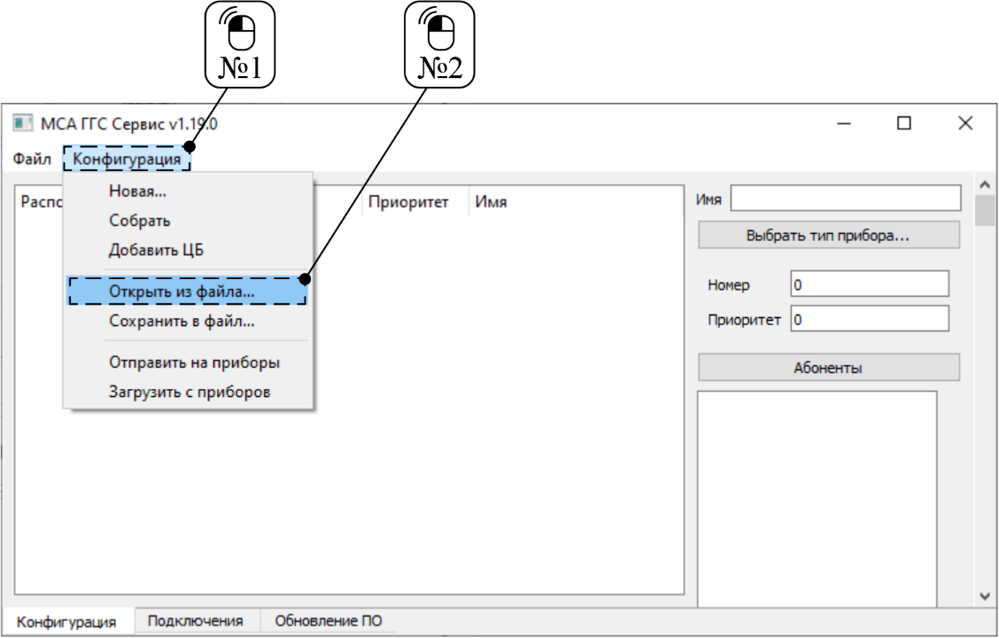 №1
№2
МСА ГГС Сервис v1.19.0
Файл Конфигурация
Новая...
Собрать
Добавить ЦБ
Открыть из файла...
Сохранить в файл...
Отправить на приборы
Загрузить с приборов
Распо
Приоритет Имя
Имя
Выбрать тип прибора...
Номер 0
Приоритет 0
Абоненты
Конфигурация Подключения Обновление ПО